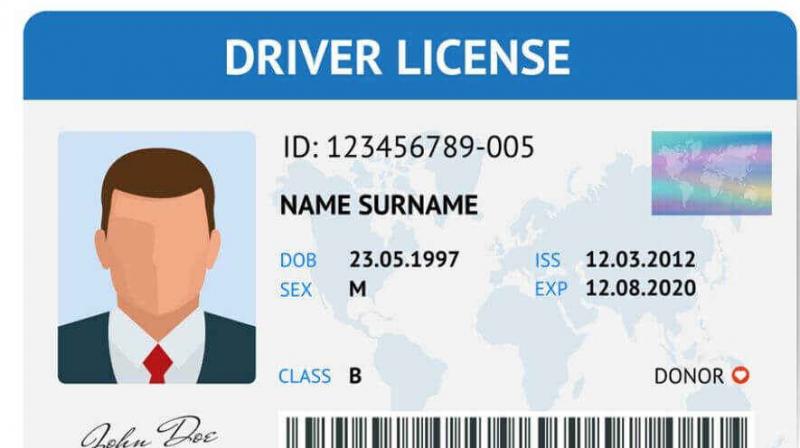 DRIVER LICENSE
ID: 123456789-005
NAME SURNAME
DOB 23.05.1997 ISS 12.03.2012
SEX M EXP 12.08.2020
CLASS B DONOR
John Doe